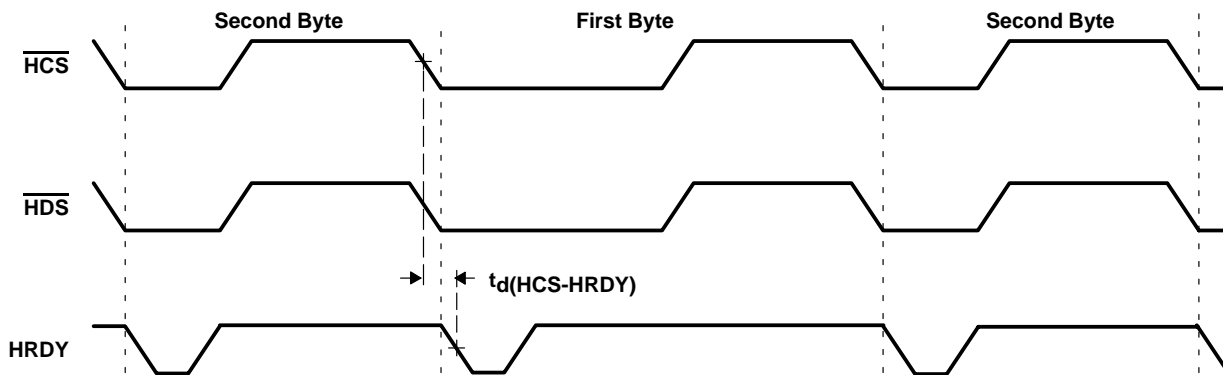 Second Byte
First Byte
Second Byte
HCS
HDS
td(HCS-HRDY)
HRDY